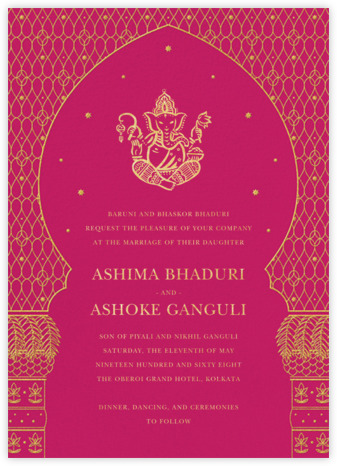 BARUNI AND BHASKOR BHADURI
REQUEST THE PLEASURE OF YOUR COMPANY
AT THE MARRIAGE OF THEIR DAUGHTER
ASHIMA BHADURI
- AND -
ASHOKE GANGULI
SON OF PIYALI AND NIKHIL GANGULI
SATURDAY, THE ELEVENTH OF MAY
NINETEEN HUNDRED AND SIXTY EIGHT
THE OBEROI GRAND HOTEL, KOLKATA
DINNER, DANCING, AND CEREMONIES
TO FOLLOW